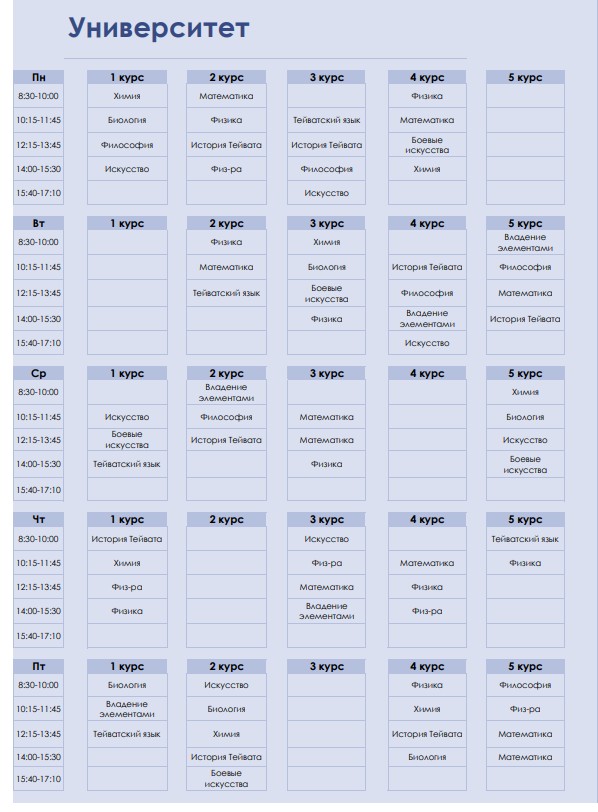 Университет
Пн 1 курс 2 курс 3 курс 4 курс 5 курс
8:30-10:00 Химия Математика Физика
10:15-11:45 Биология Физика Тейватский язык Математика
12:15-13:45 Философия История Тейвата История Тейвата Боевые искусства
14:00-15:30 Искусство Физ-ра Философия Химия
15:40-17:10 Искусство
Вт 1 курс 2 курс 3 курс 4 курс 5 курс
8:30-10:00 Физика Химия Владение элементами
10:15-11:45 Математика Биология История Тейвата Философия
12:15-13:45 Тейватский язык Боевые искусства Философия Математика
14:00-15:30 Физика Владение элементами История Тейвата
15:40-17:10 Искусство
Ср 1 курс 2 курс 3 курс 4 курс 5 курс
8:30-10:00 Владение элементами Химия
10:15-11:45 Искусство Философия Математика Биология
12:15-13:45 Боевые искусства История Тейвата Математика Искусство
14:00-15:30 Тейватский язык Физика Боевые искусства
15:40-17:10
Чт 1 курс 2 курс 3 курс 4 курс 5 курс
8:30-10:00 История Тейвата Искусство Тейватский язык
10:15-11:45 Химия Физ-ра Математика Физика
12:15-13:45 Физ-ра Математика Физика
14:00-15:30 Физика Владение элементами Физ-ра
15:40-17:10
Пт 1 курс 2 курс 3 курс 4 курс 5 курс
8:30-10:00 Биология Искусство Физика Философия
10:15-11:45 Владение элементами Биология Химия Физ-ра
12:15-13:45 Тейватский язык Химия История Тейвата Математика
14:00-15:30 История Тейвата Биология Математика
15:40-17:10 Боевые искусства